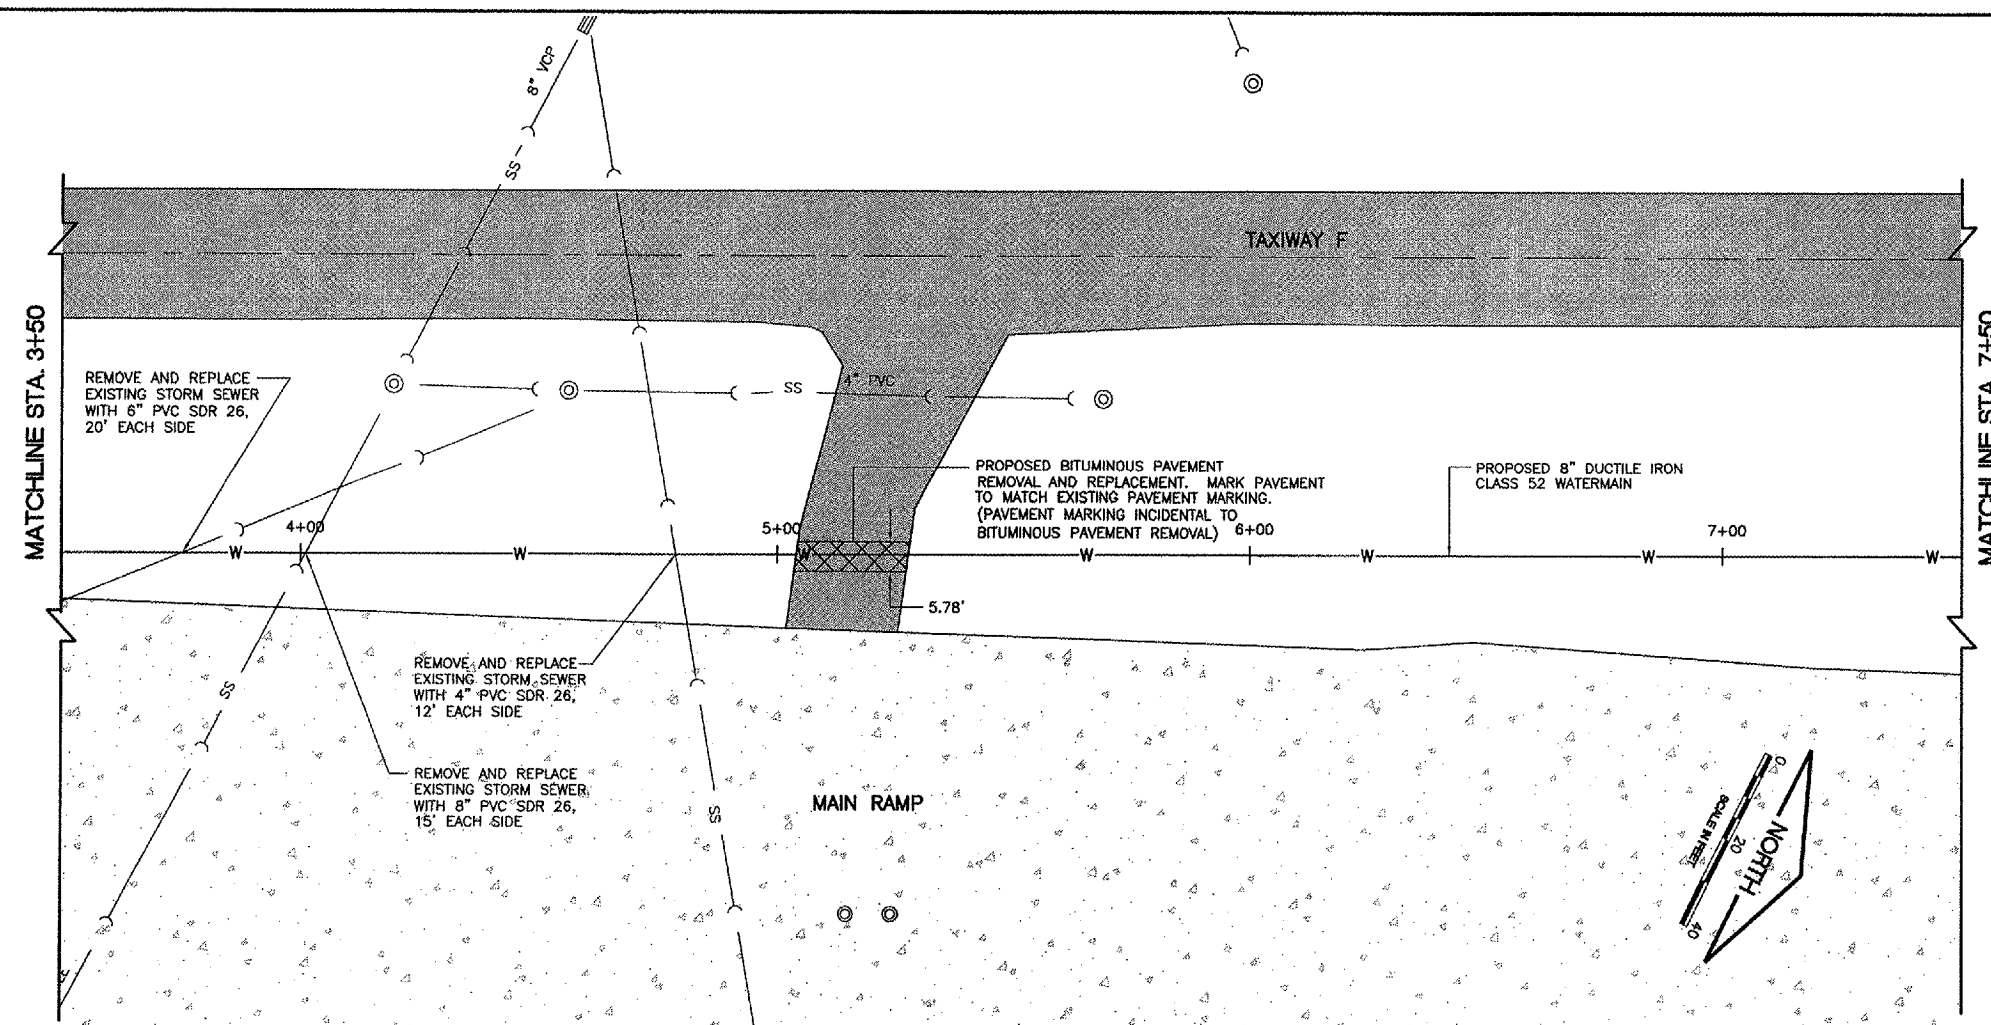 8" VCP
SS
TAXIWAY F
MATCHLINE STA. 3+50
MATCHLINE STA. 7+50
REMOVE AND REPLACE
EXISTING STORM SEWER
WITH 6" PVC SDR 26,
20' EACH SIDE
SS
4" PVC
PROPOSED BITUMINOUS PAVEMENT
REMOVAL AND REPLACEMENT. MARK PAVEMENT
TO MATCH EXISTING PAVEMENT MARKING.
(PAVEMENT MARKING INCIDENTAL TO
BITUMINOUS PAVEMENT REMOVAL)
PROPOSED 8" DUCTILE IRON
CLASS 52 WATERMAIN
4+00
5+00
6+00
7+00
W
W
W
W
W
W
W
5.78'
REMOVE AND REPLACE
EXISTING STORM SEWER
WITH 4" PVC SDR 26,
12' EACH SIDE
SS
REMOVE AND REPLACE
EXISTING STORM SEWER
WITH 8" PVC SDR 26,
15' EACH SIDE
SS
MAIN RAMP
0
20
40
SCALE IN FEET
NORTH